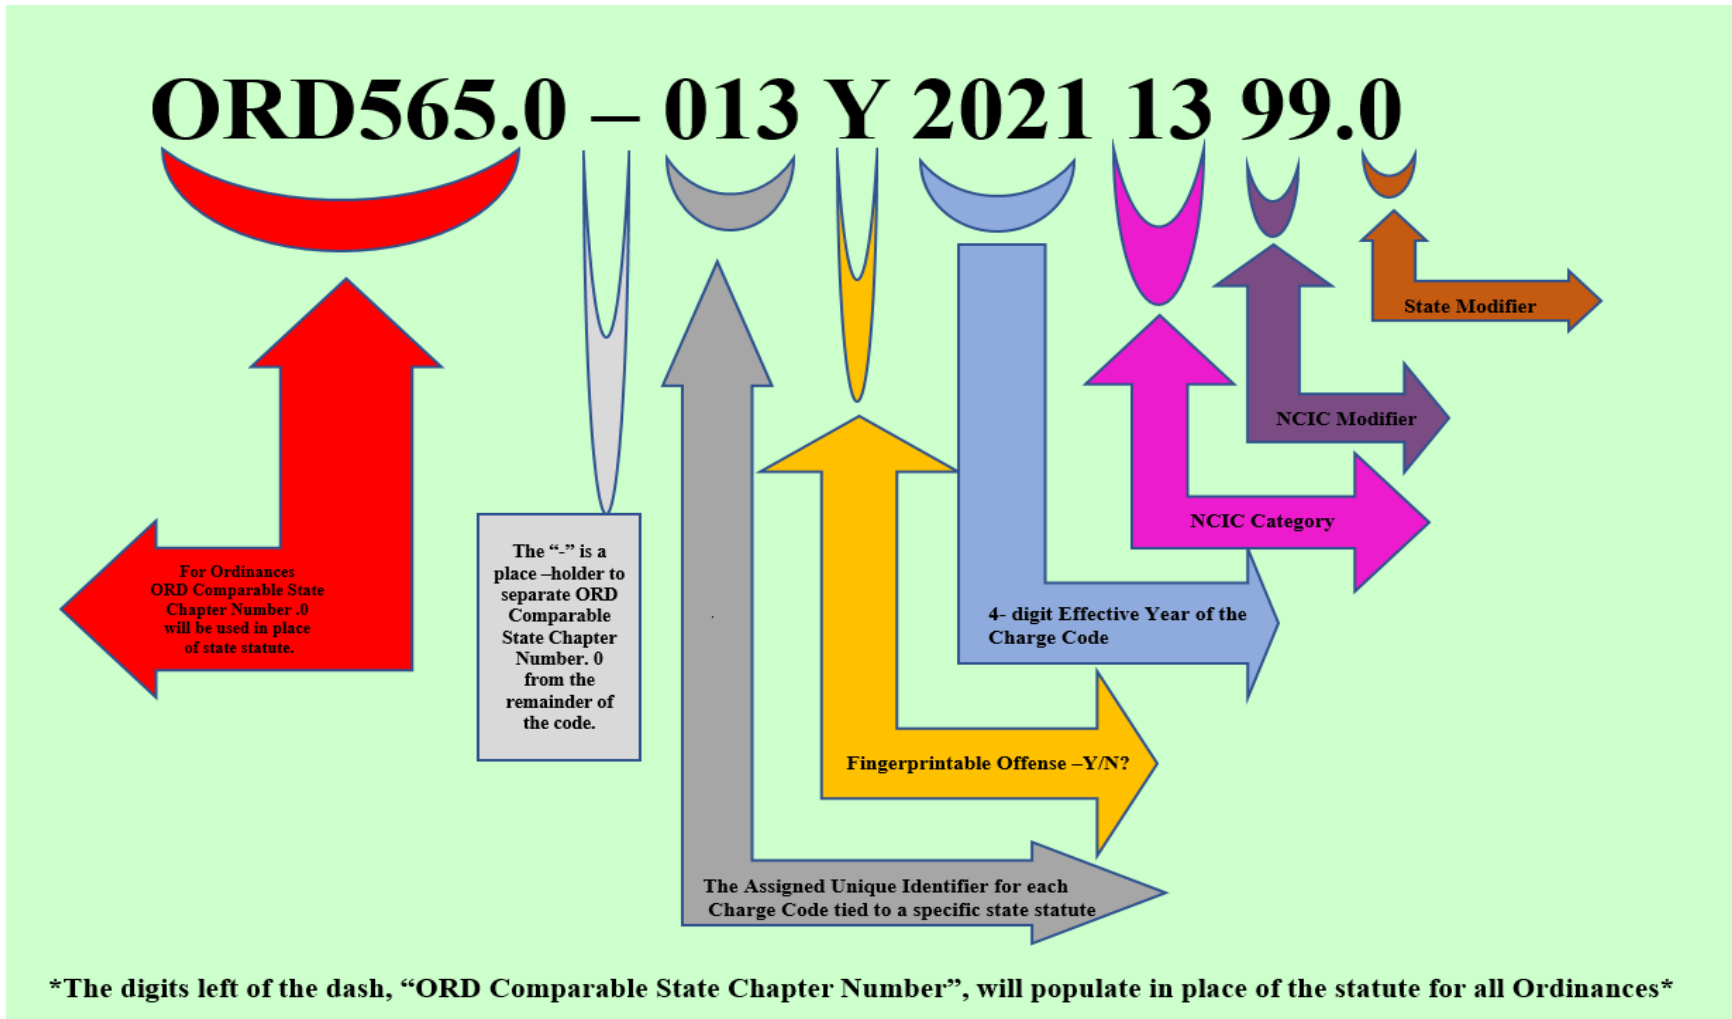 ORD565.0 – 013 Y 2021 13 99.0
State Modifier
NCIC Modifier
NCIC Category
For Ordinances
ORD Comparable State
Chapter Number .0
will be used in place
of state statute.
The “-” is a
place –holder to
separate ORD
Comparable
State Chapter
Number. 0
from the
remainder of
the code.
4- digit Effective Year of the
Charge Code
Fingerprintable Offense –Y/N?
The Assigned Unique Identifier for each
Charge Code tied to a specific state statute
*The digits left of the dash, “ORD Comparable State Chapter Number”, will populate in place of the statute for all Ordinances*